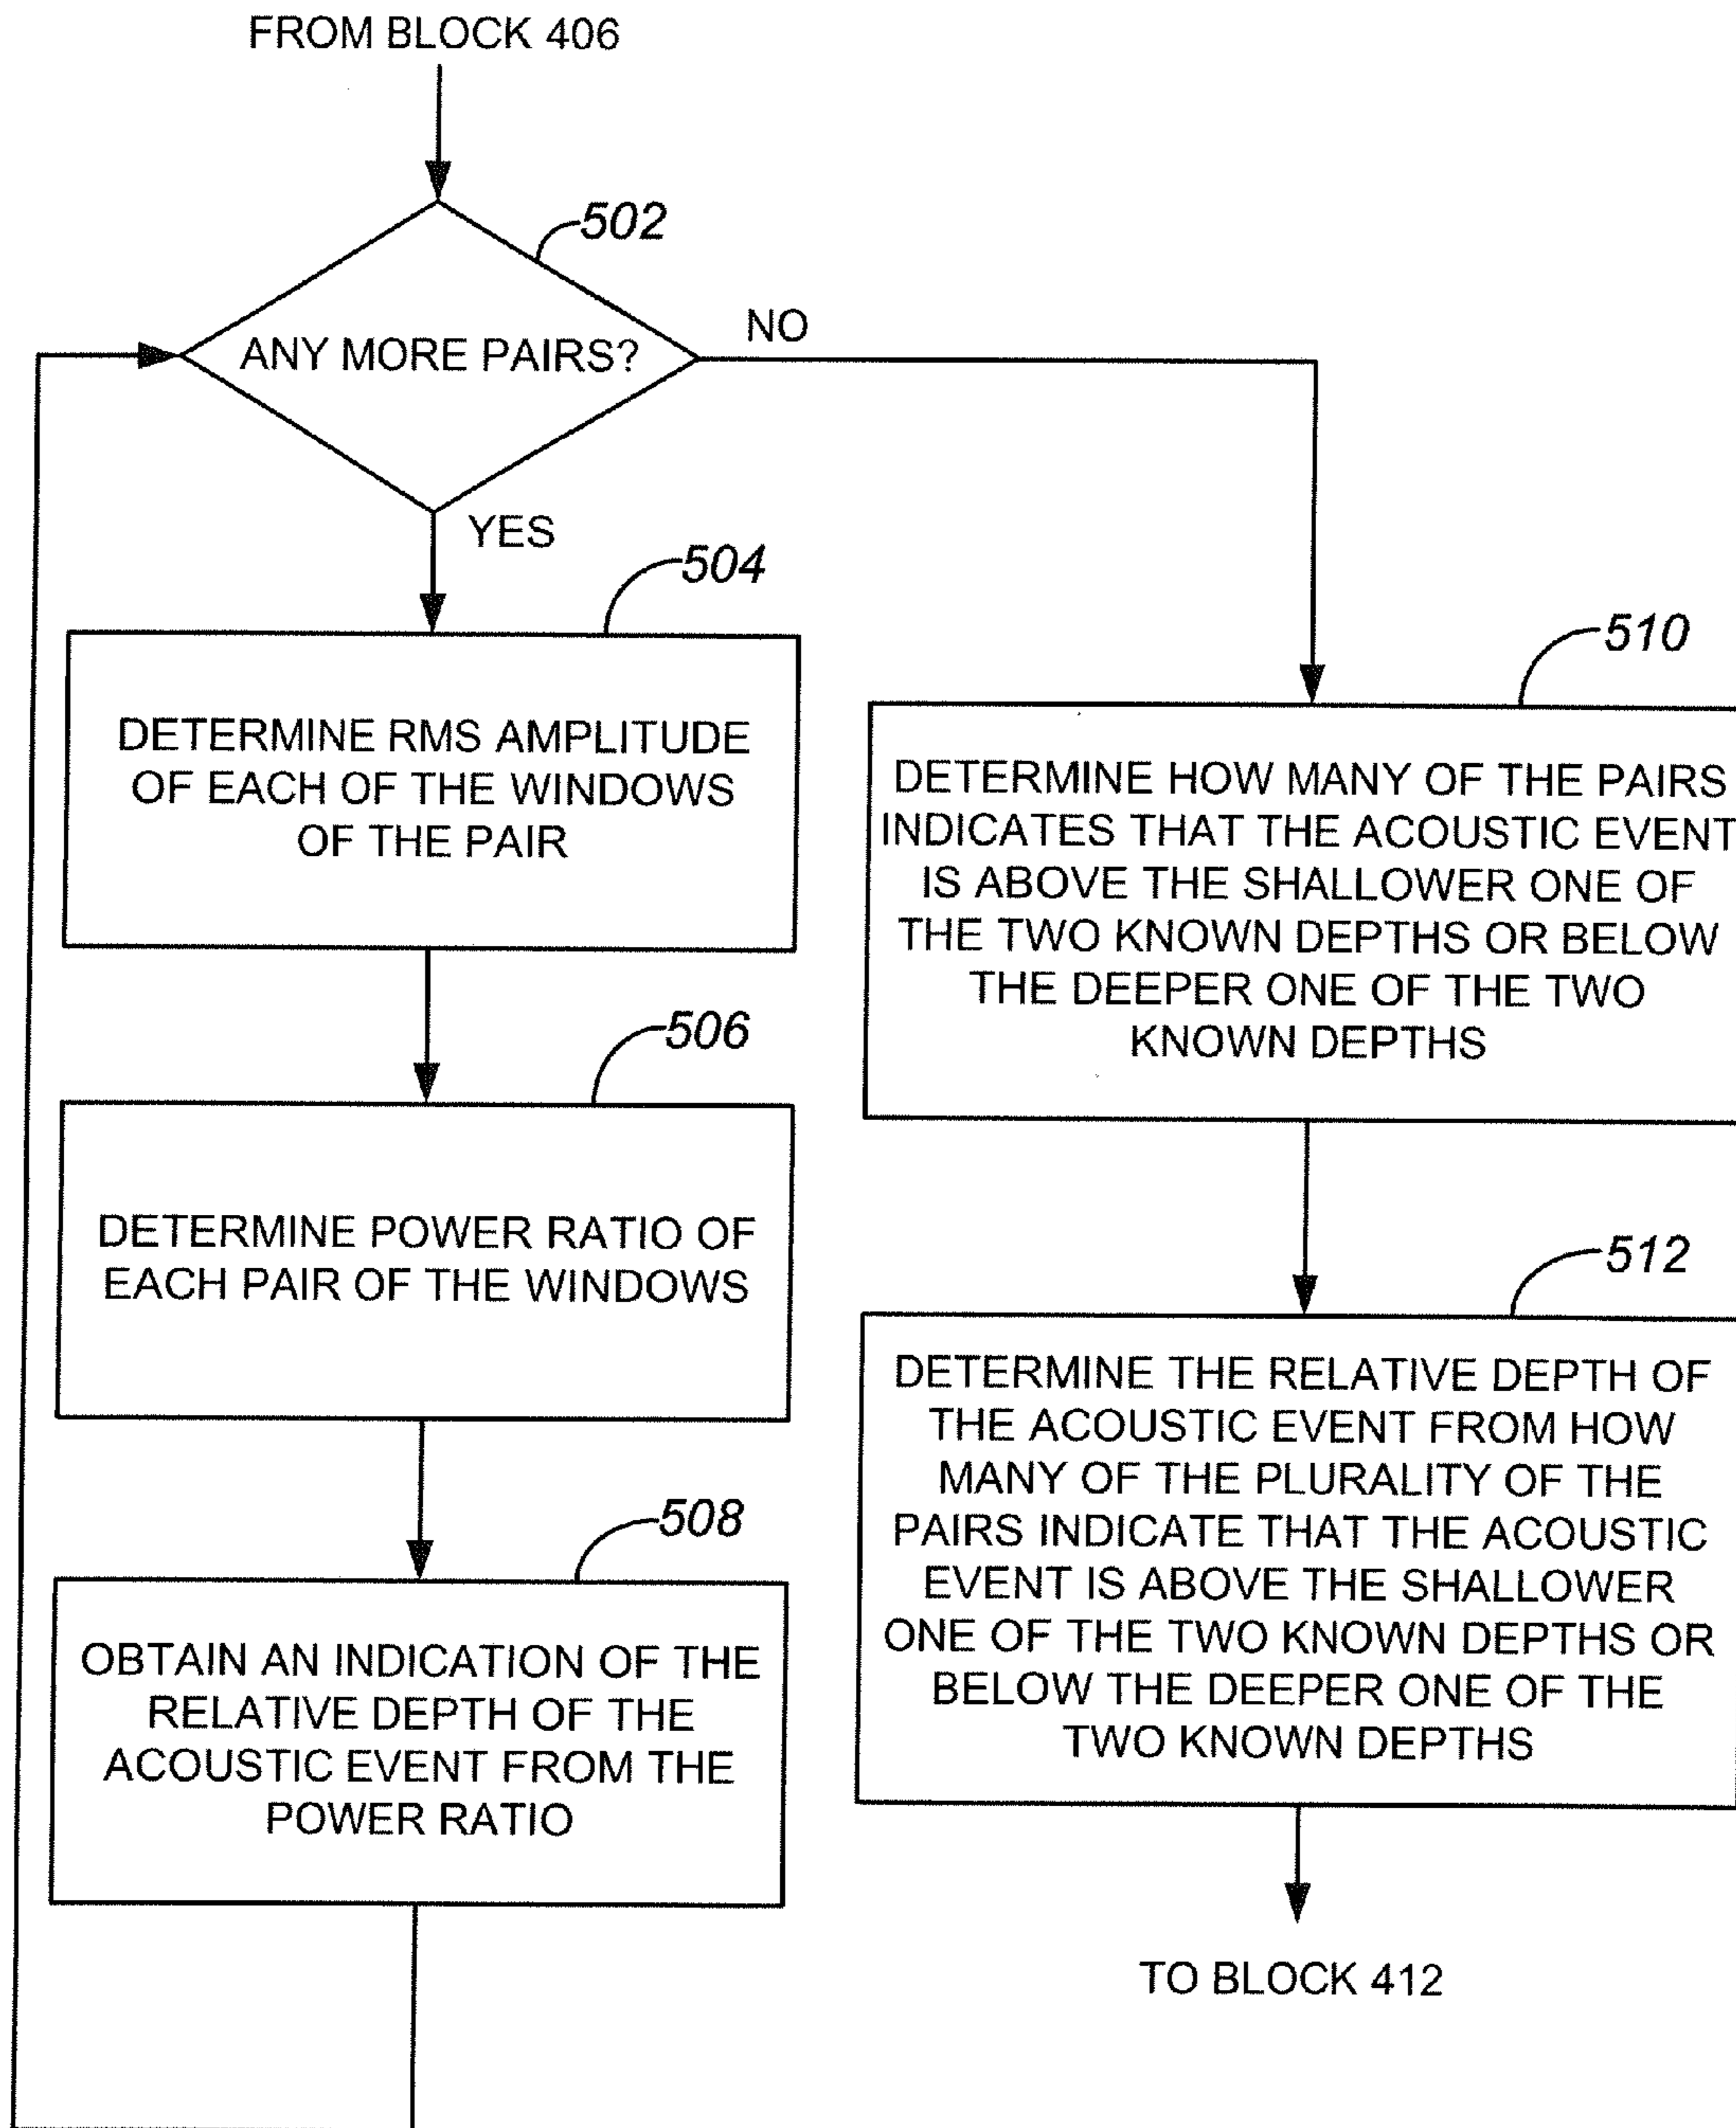 FROM BLOCK 406
502
ANY MORE PAIRS?
NO
YES
504
DETERMINE RMS AMPLITUDE
OF EACH OF THE WINDOWS
OF THE PAIR
506
DETERMINE POWER RATIO OF
EACH PAIR OF THE WINDOWS
508
OBTAIN AN INDICATION OF THE
RELATIVE DEPTH OF THE
ACOUSTIC EVENT FROM THE
POWER RATIO
510
DETERMINE HOW MANY OF THE PAIRS
INDICATES THAT THE ACOUSTIC EVENT
IS ABOVE THE SHALLOWER ONE OF
THE TWO KNOWN DEPTHS OR BELOW
THE DEEPER ONE OF THE TWO
KNOWN DEPTHS
512
DETERMINE THE RELATIVE DEPTH OF
THE ACOUSTIC EVENT FROM HOW
MANY OF THE PLURALITY OF THE
PAIRS INDICATE THAT THE ACOUSTIC
EVENT IS ABOVE THE SHALLOWER
ONE OF THE TWO KNOWN DEPTHS OR
BELOW THE DEEPER ONE OF THE
TWO KNOWN DEPTHS
TO BLOCK 412